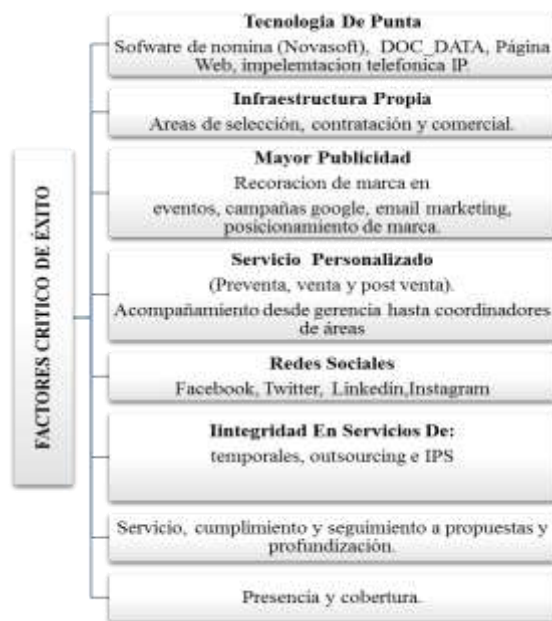 FACTORES CRITICO DE ÉXITO
Tecnologia De Punta
Sofware de nomina (Novasoft), DOC_DATA, Página
Web, impelemtacion telefonica IP.
Infraestructura Propia
Areas de selección, contratación y comercial.
Mayor Publicidad
Recoracion de marca en
eventos, campañas google, email marketing,
posicionamiento de marca.
Servicio Personalizado
(Preventa, venta y post venta).
Acompañamiento desde gerencia hasta coordinadores
de áreas
Redes Sociales
Facebook, Twitter, Linkedin,Instagram
Iintegridad En Servicios De:
temporales, outsourcing e IPS
Servicio, cumplimiento y seguimiento a propuestas y
profundización.
Presencia y cobertura.